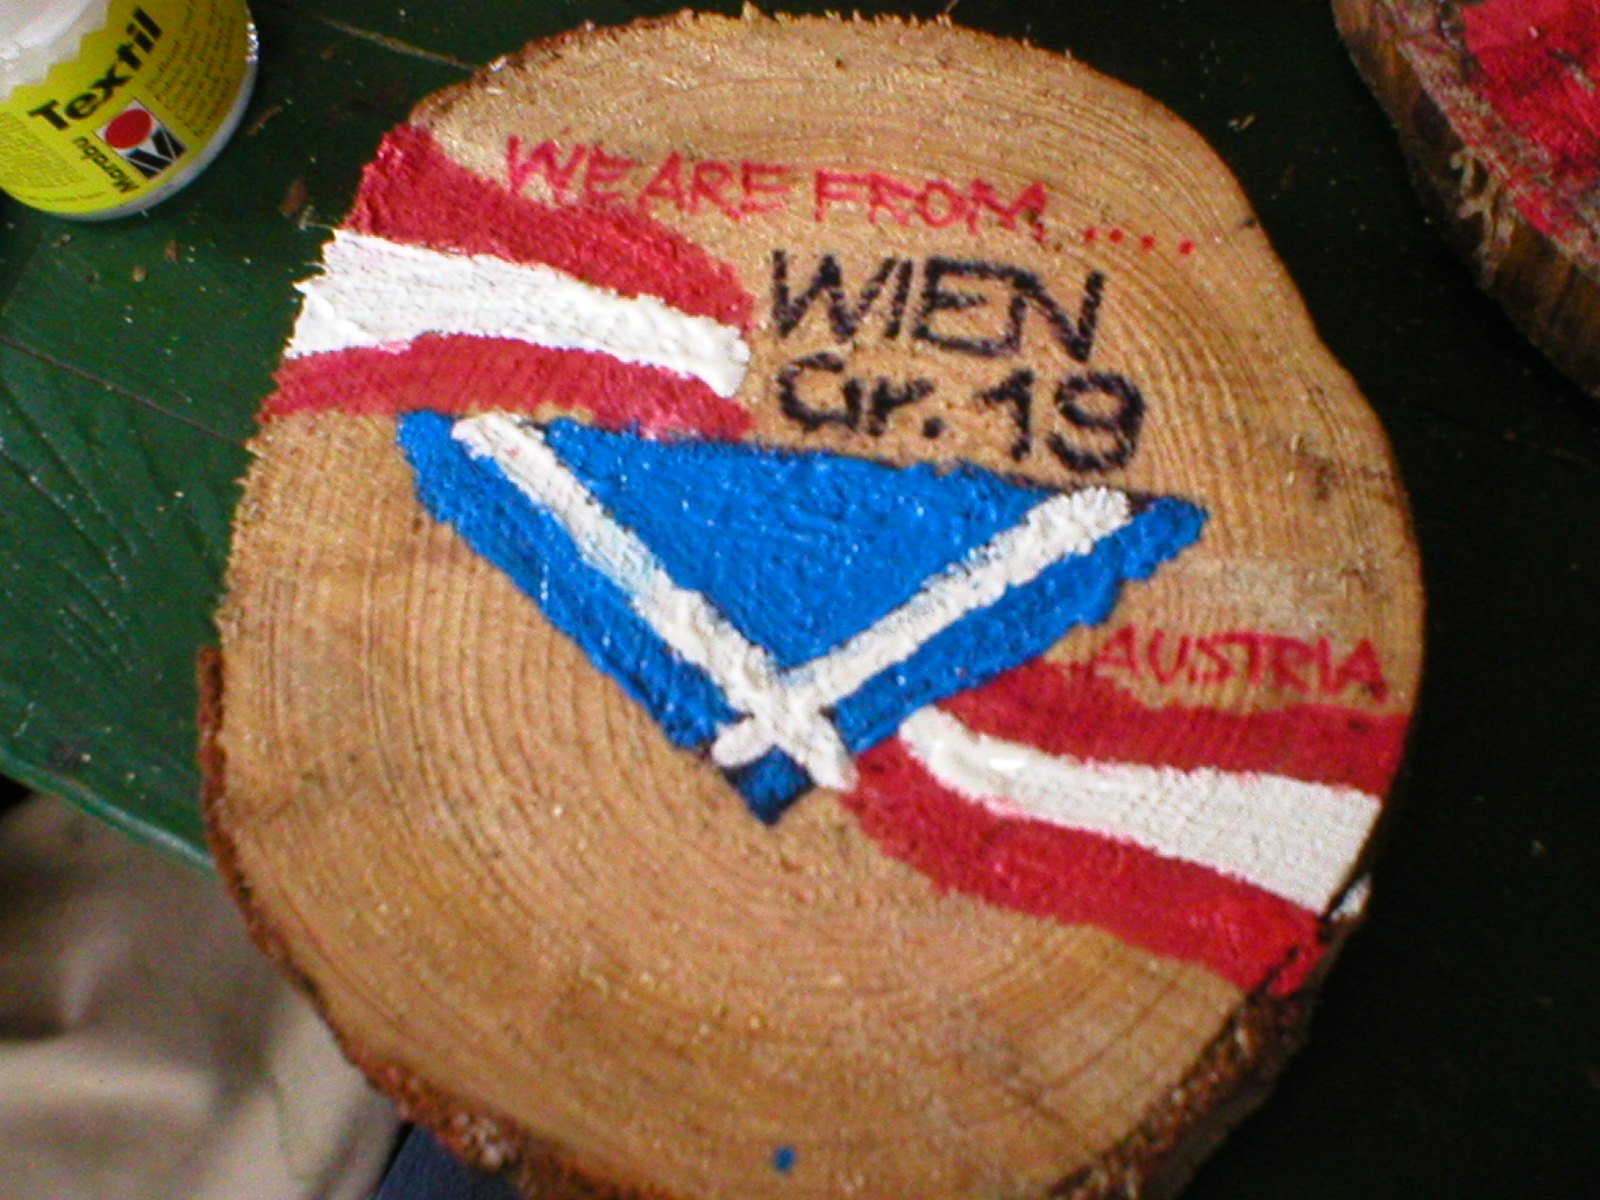 Textil
Marabu
WE ARE FROM.....
WIEN
Gr. 19
AUSTRIA